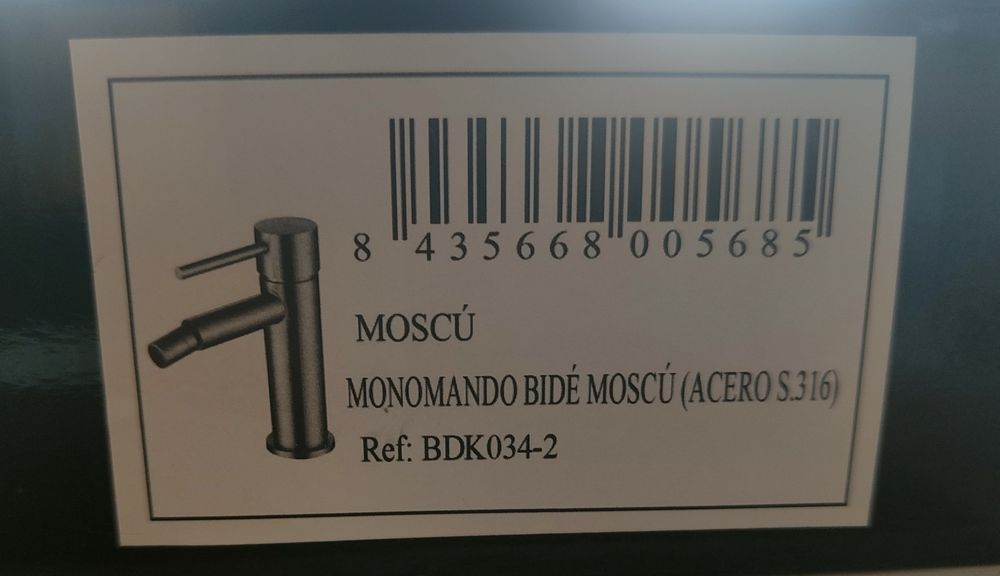 8 435668 005685
MOSCÚ
MONOMANDO BIDÉ MOSCÚ (ACERO S.316)
Ref: BDK034-2